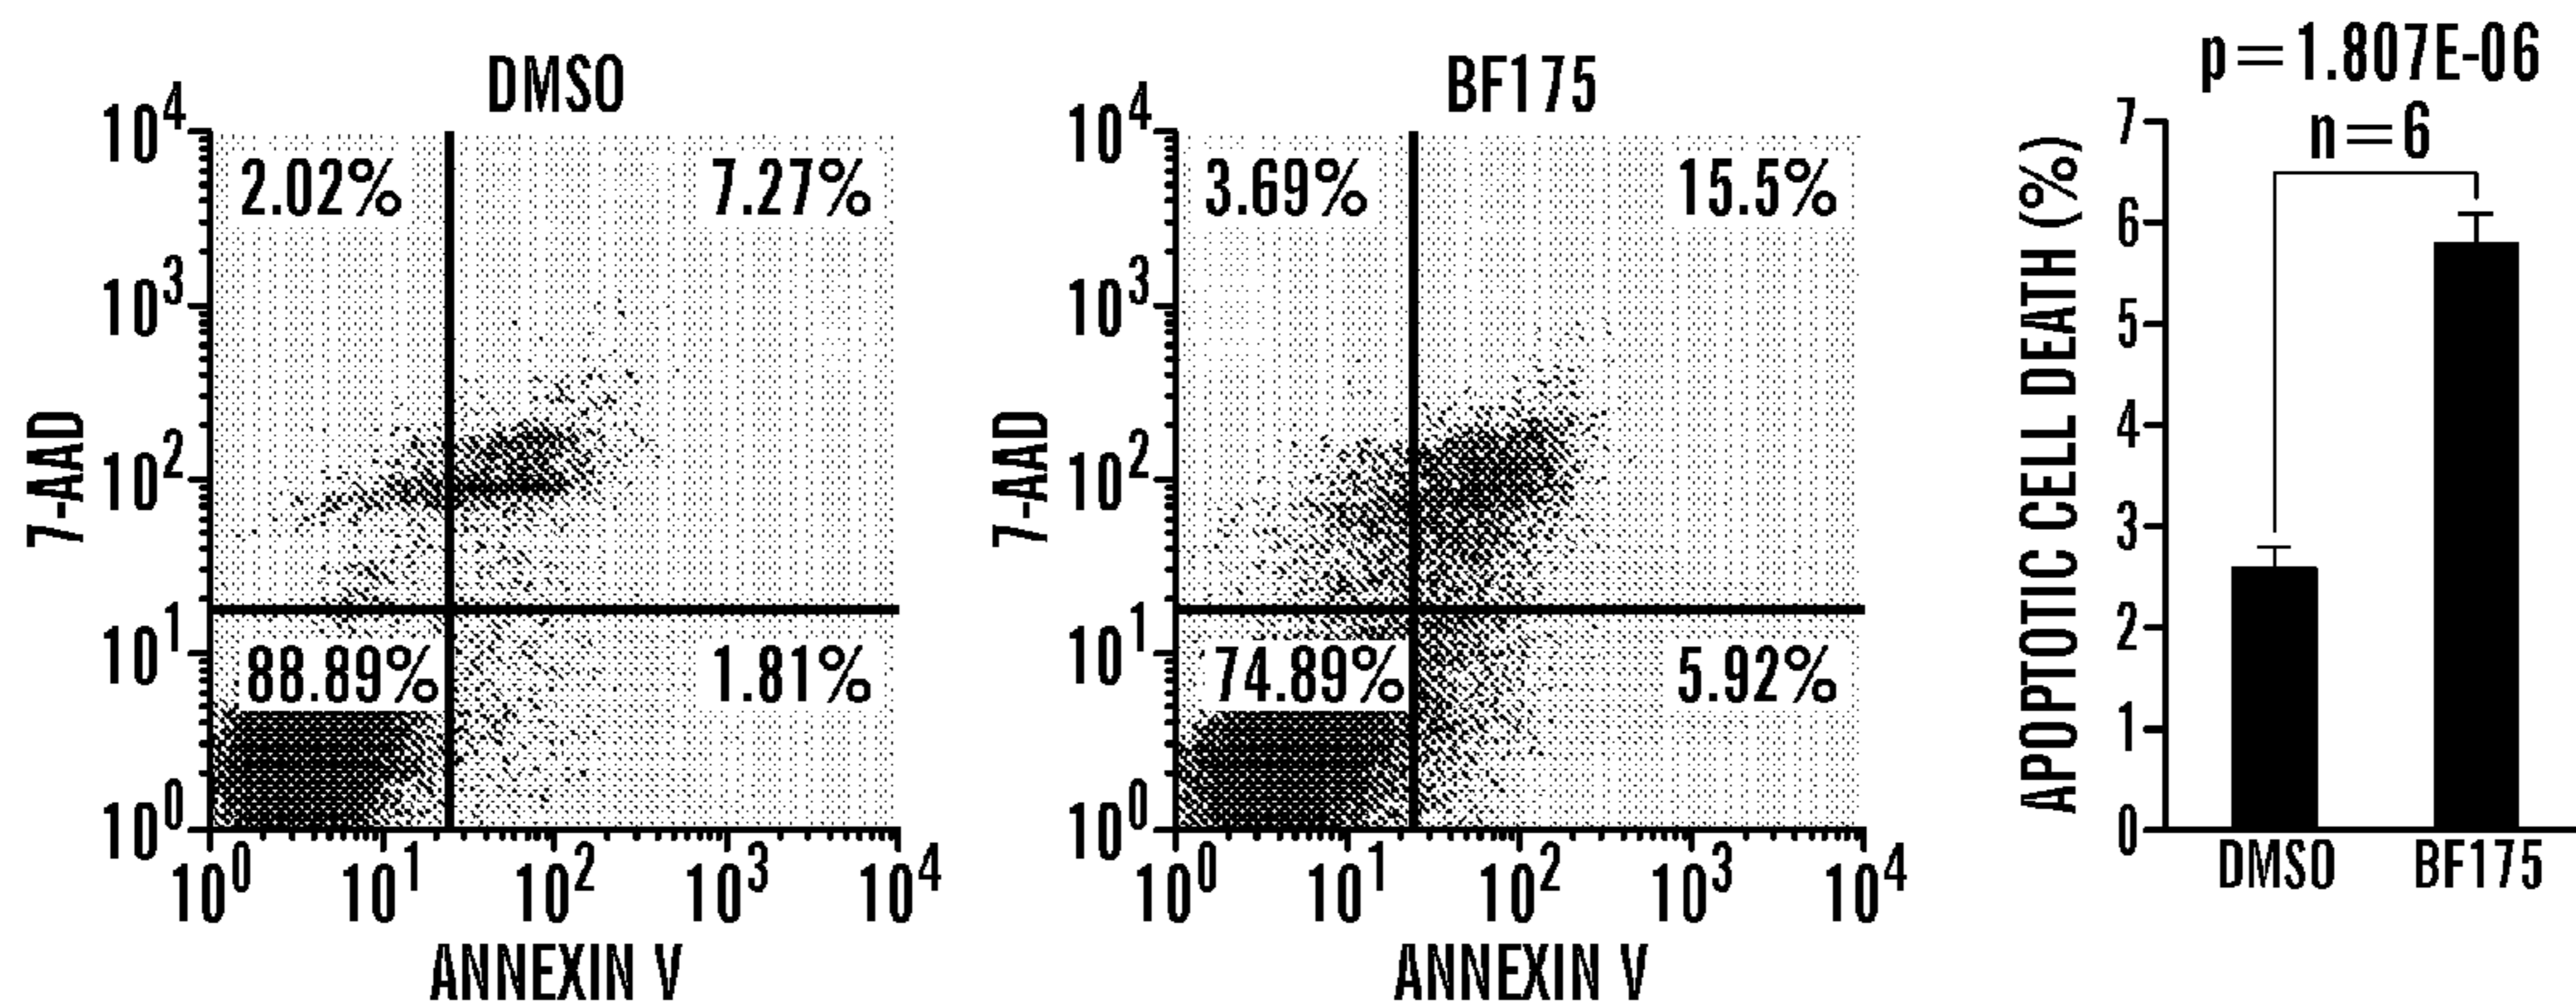 DMSO
10^4
10^3
10^2
10^1
10^0
7-AAD
2.02%
7.27%
88.89%
1.81%
10^0 10^1 10^2 10^3 10^4
ANNEXIN V
BF175
10^4
10^3
10^2
10^1
10^0
7-AAD
3.69%
15.5%
74.89%
5.92%
10^0 10^1 10^2 10^3 10^4
ANNEXIN V
p=1.807E-06
n=6
APOPTOTIC CELL DEATH (%)
7
6
5
4
3
2
1
0
DMSO BF175